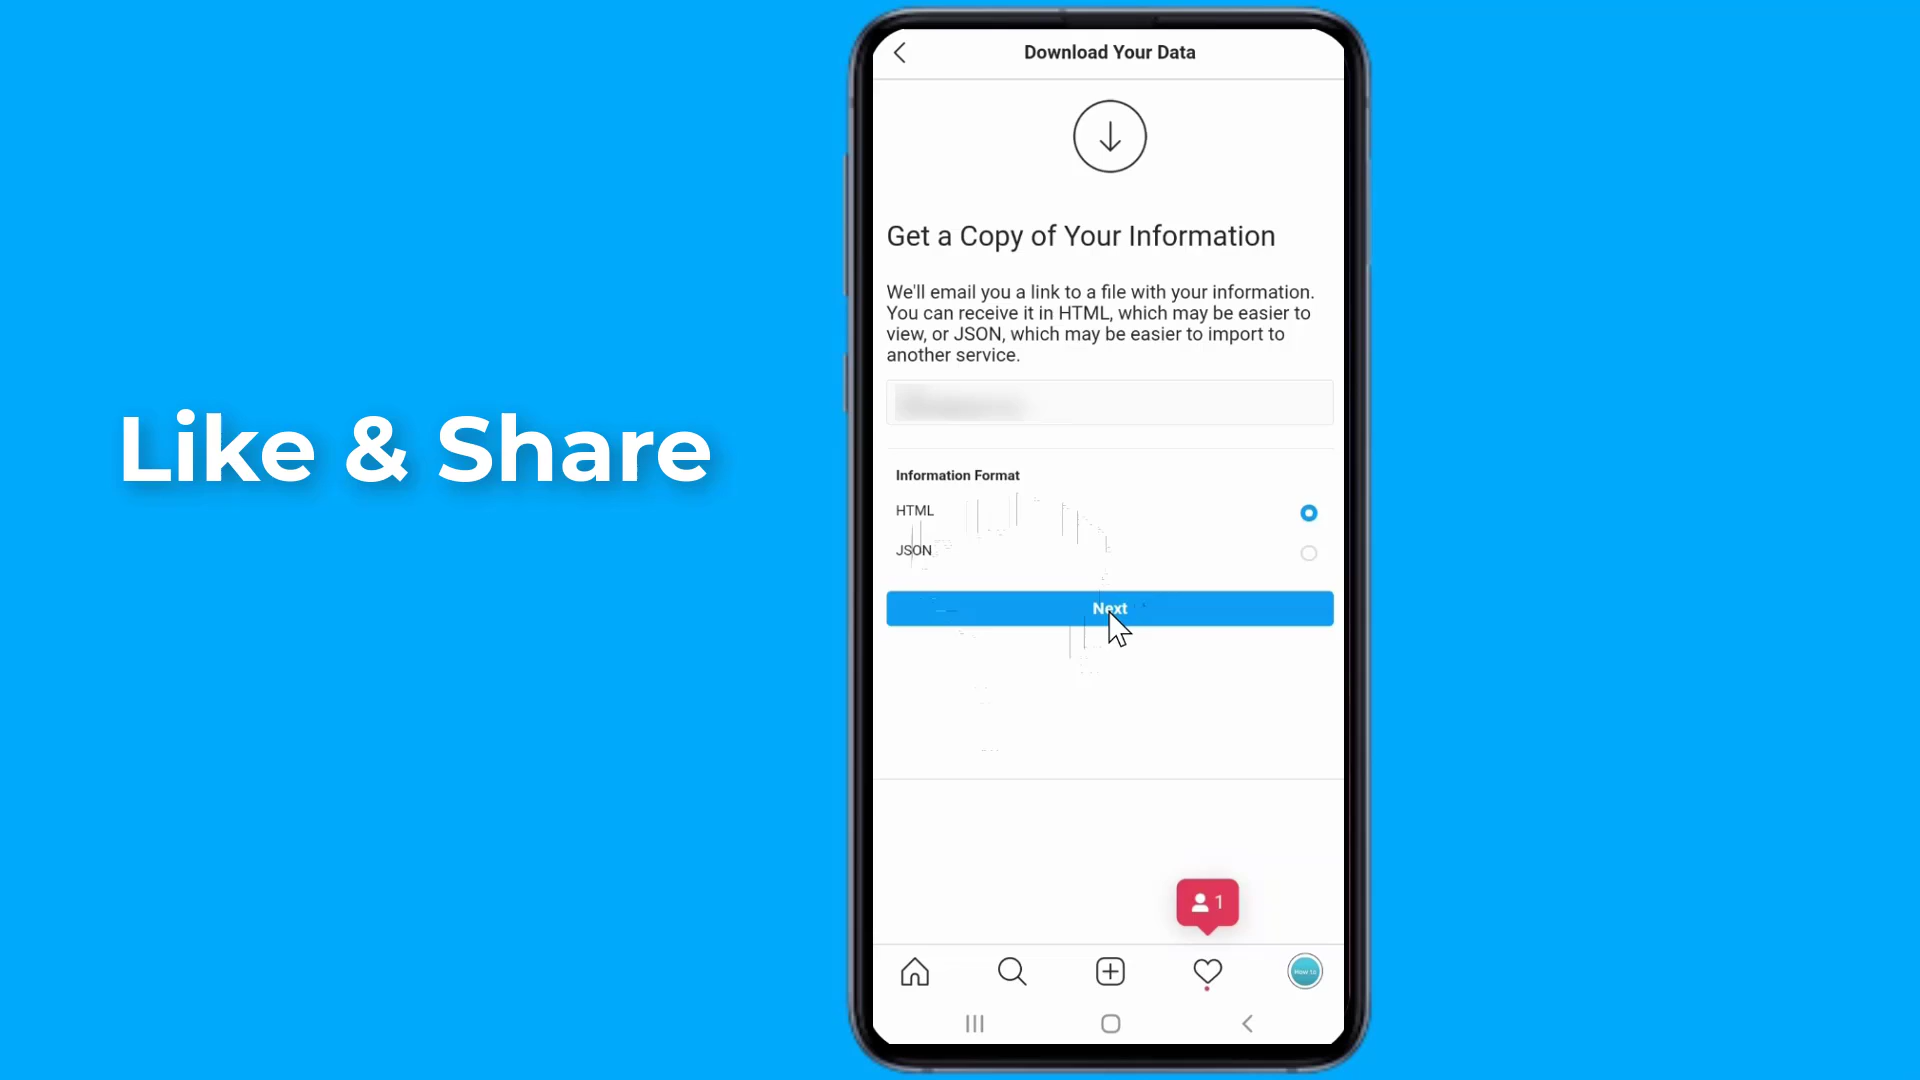 Like & Share
Download Your Data
Get a Copy of Your Information
We'll email you a link to a file with your information.
You can receive it in HTML, which may be easier to
view, or JSON, which may be easier to import to
another service.
Information Format
HTML
JSON
Next
1
How to